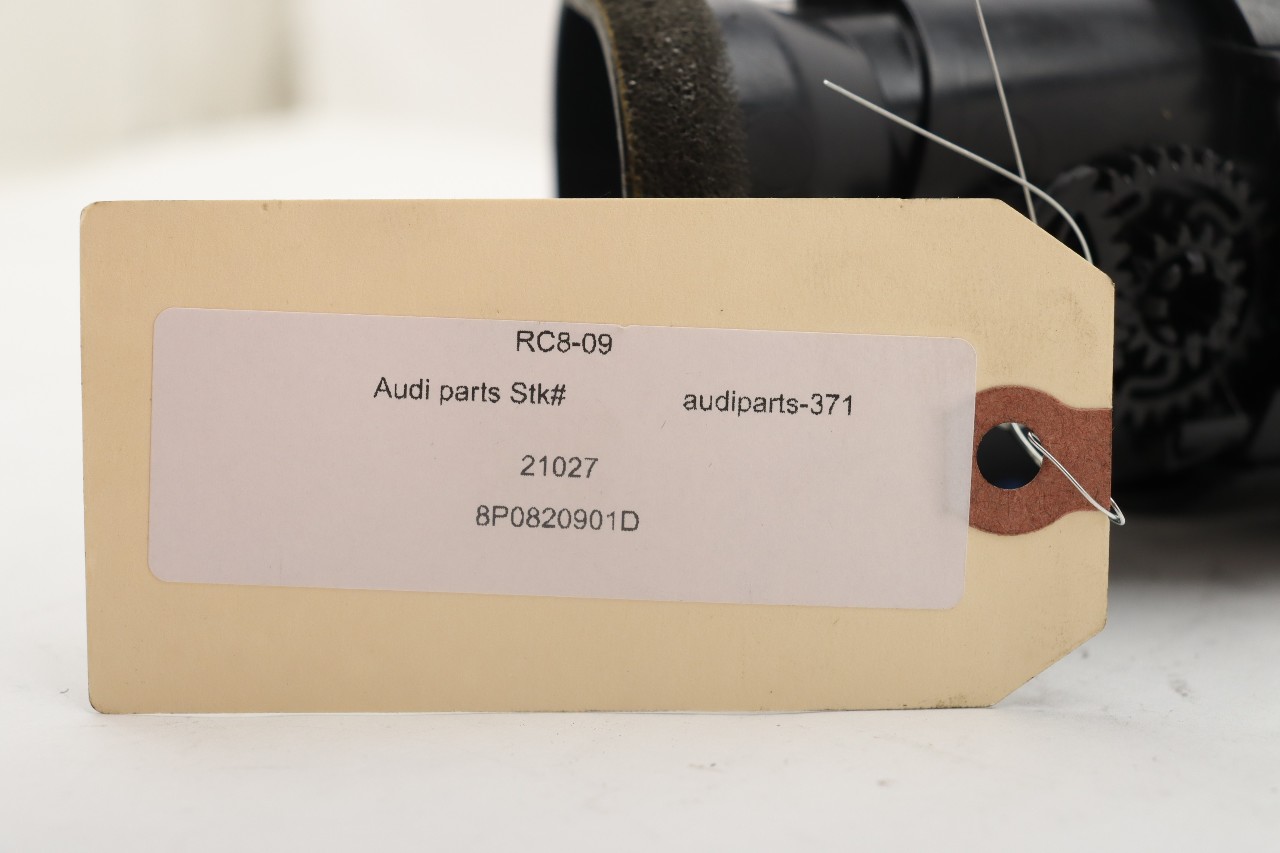 RC8-09
Audi parts Stk# audiparts-371
21027
8P0820901D